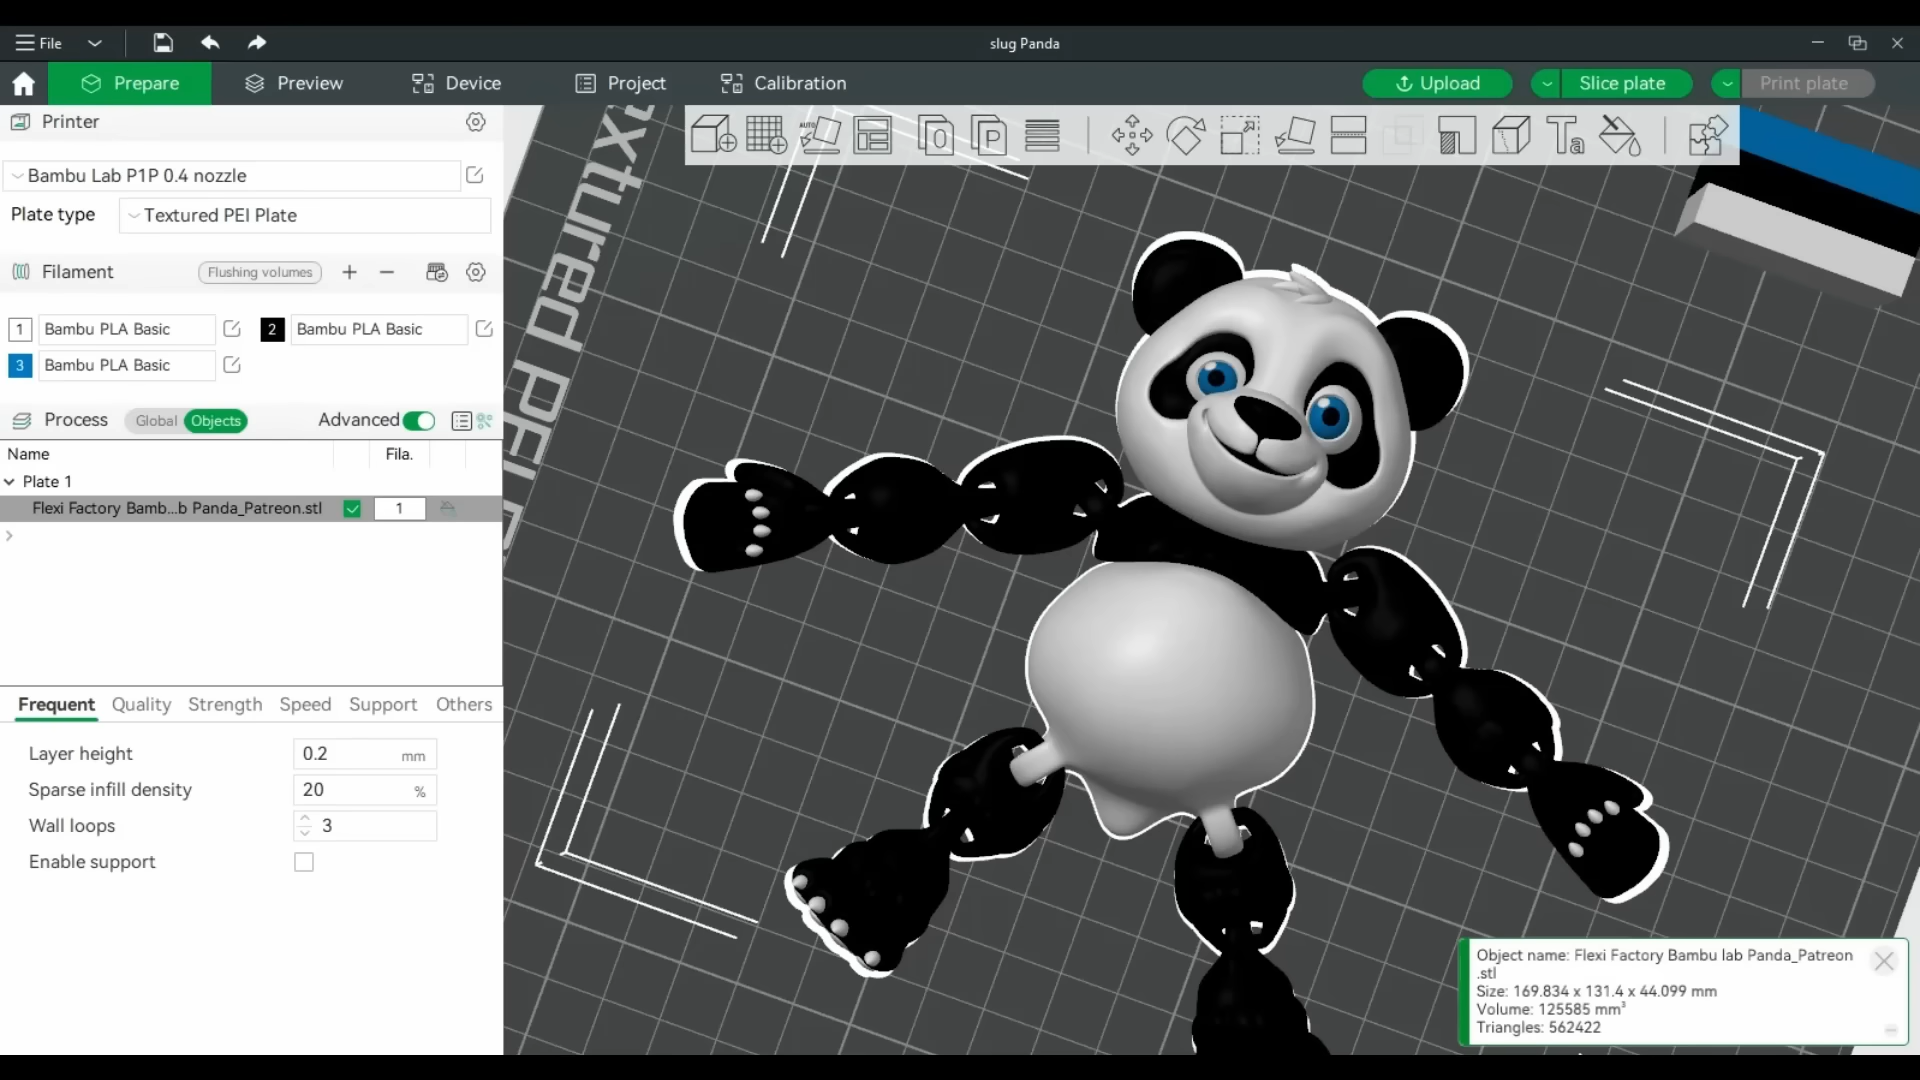 File
slug Panda
Prepare
Preview
Device
Project
Calibration
Upload
Slice plate
Print plate
Printer
Bambu Lab P1P 0.4 nozzle
Plate type
Textured PEI Plate
Filament
Flushing volumes
1 Bambu PLA Basic
2 Bambu PLA Basic
3 Bambu PLA Basic
Process
Global
Objects
Advanced
Name
Fila.
Plate 1
Flexi Factory Bamb...b Panda_Patreon.stl
1
Frequent
Quality
Strength
Speed
Support
Others
Layer height
0.2 mm
Sparse infill density
20 %
Wall loops
3
Enable support
AUTO
0
P
Ta
Object name: Flexi Factory Bambu lab Panda_Patreon
.stl
Size: 169.834 x 131.4 x 44.099 mm
Volume: 125585 mm³
Triangles: 562422